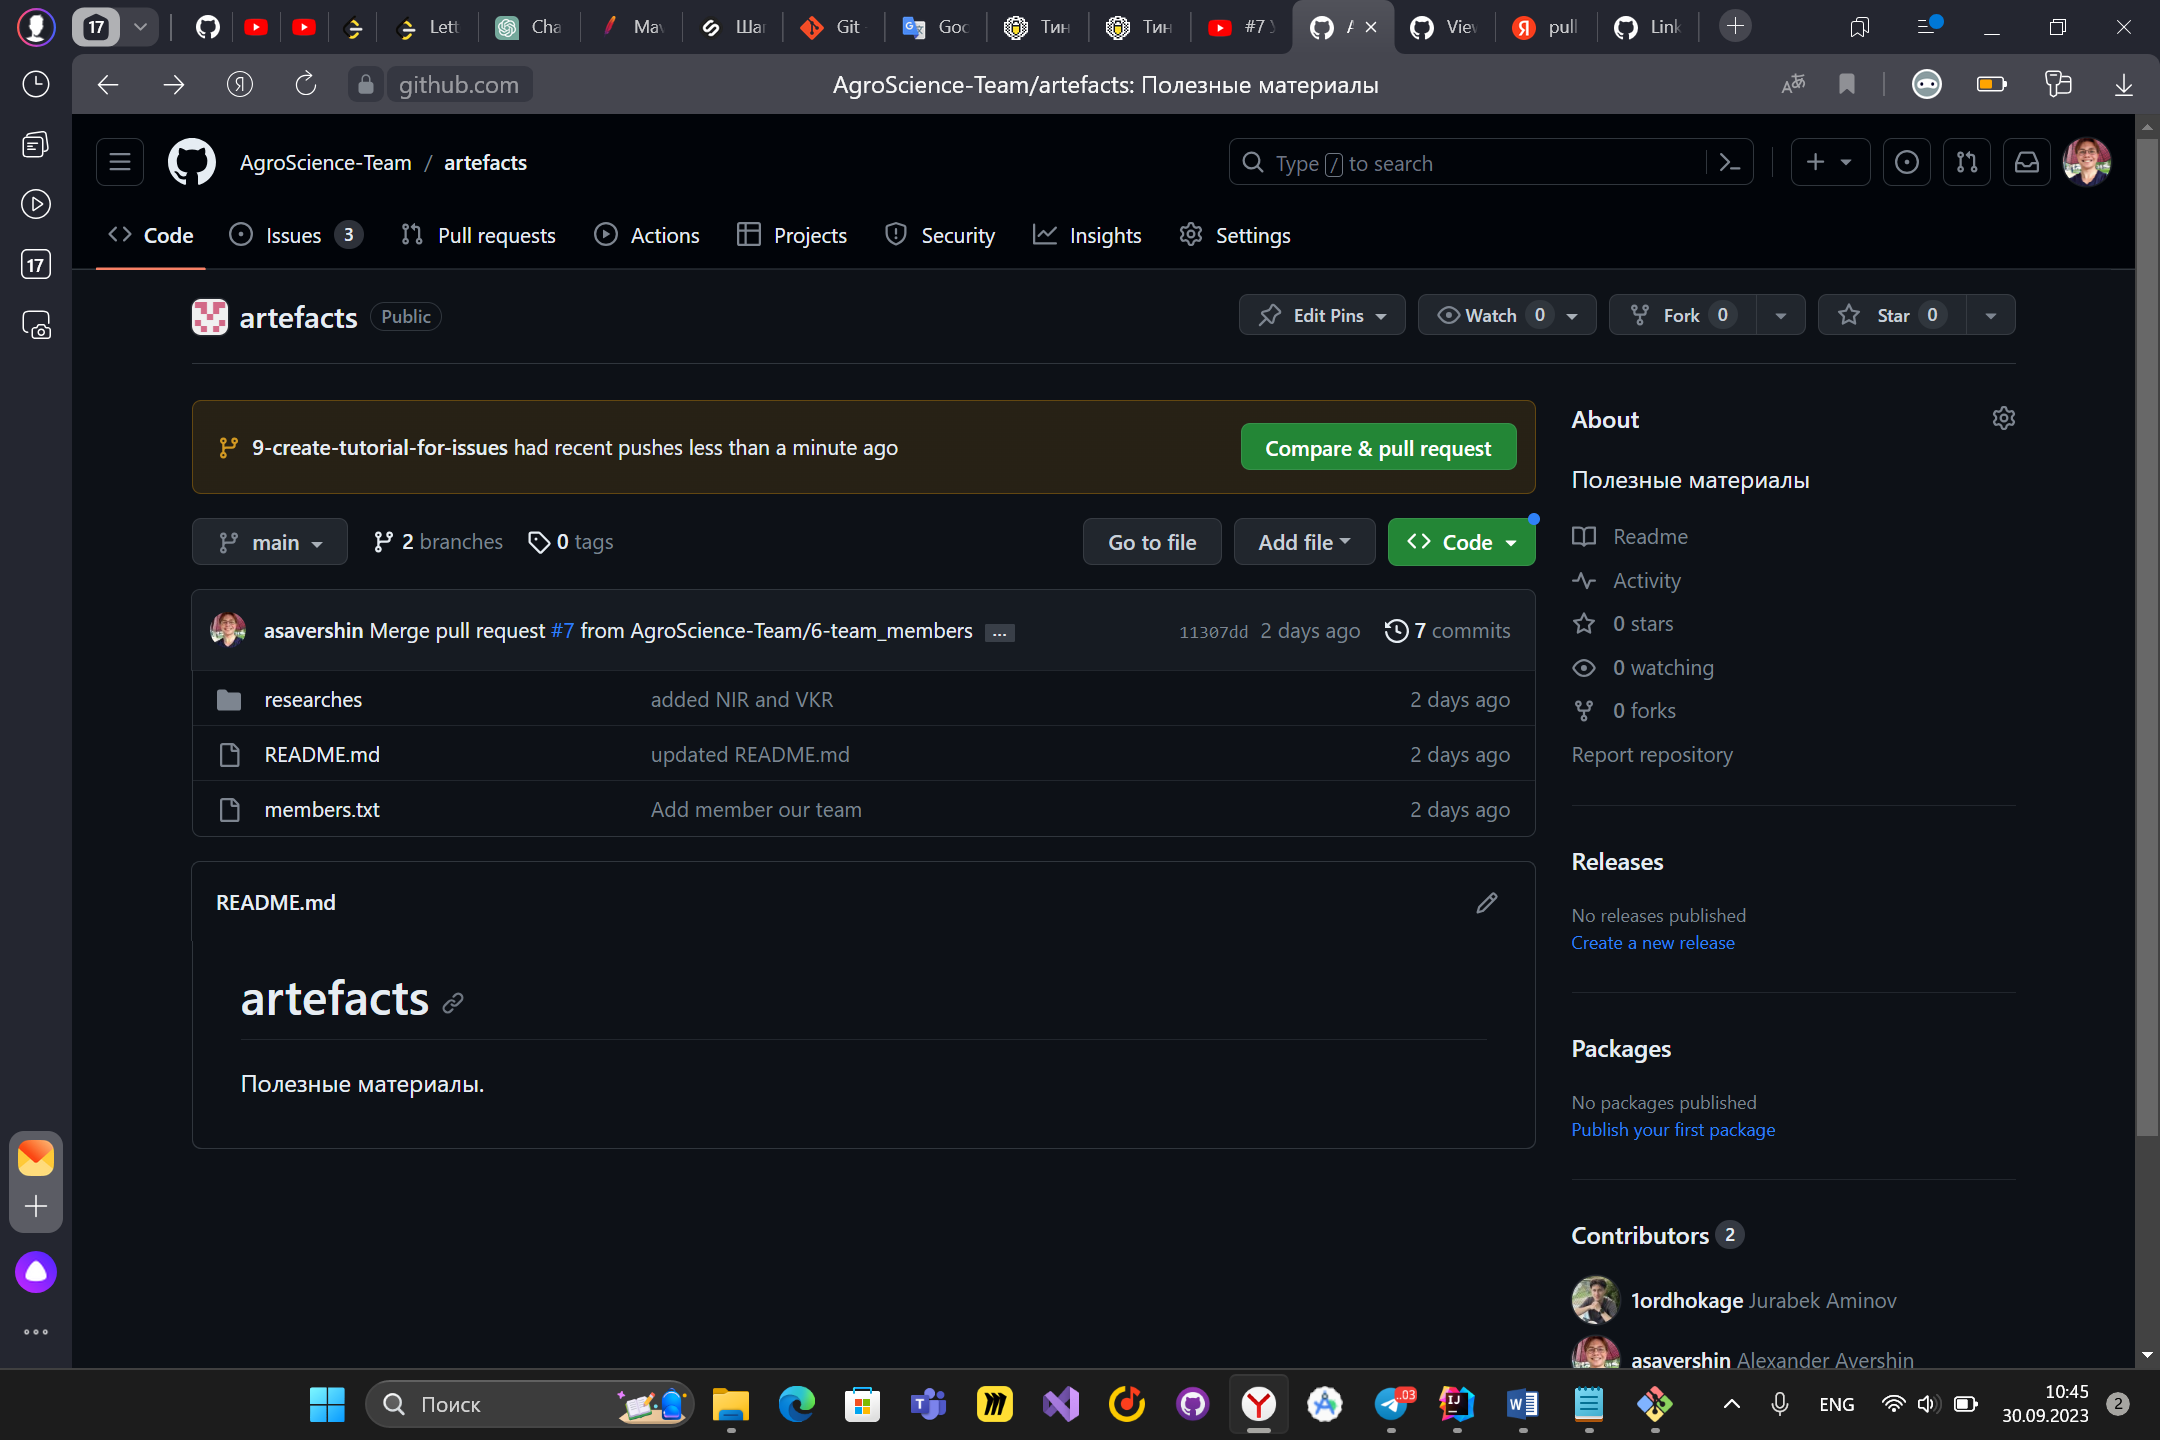 17
Lett
Cha
Mav
Шаг
Git
Goo
Тин
Тин
#7
Viev
pull
Link
github.com
AgroScience-Team/artefacts: Полезные материалы
AgroScience-Team / artefacts
Type / to search
17
Code
Issues 3
Pull requests
Actions
Projects
Security
Insights
Settings
artefacts Public
Edit Pins
Watch 0
Fork 0
Star 0
9-create-tutorial-for-issues had recent pushes less than a minute ago
Compare & pull request
main
2 branches
0 tags
Go to file
Add file
Code
asavershin Merge pull request #7 from AgroScience-Team/6-team_members ...
11307dd 2 days ago
7 commits
researches added NIR and VKR 2 days ago
README.md updated README.md 2 days ago
members.txt Add member our team 2 days ago
README.md
artefacts
Полезные материалы.
About
Полезные материалы
Readme
Activity
0 stars
0 watching
0 forks
Report repository
Releases
No releases published
Create a new release
Packages
No packages published
Publish your first package
Contributors 2
1ordhokage Jurabek Aminov
asavershin Alexander Avershin
Поиск
ENG
10:45
30.09.2023
2